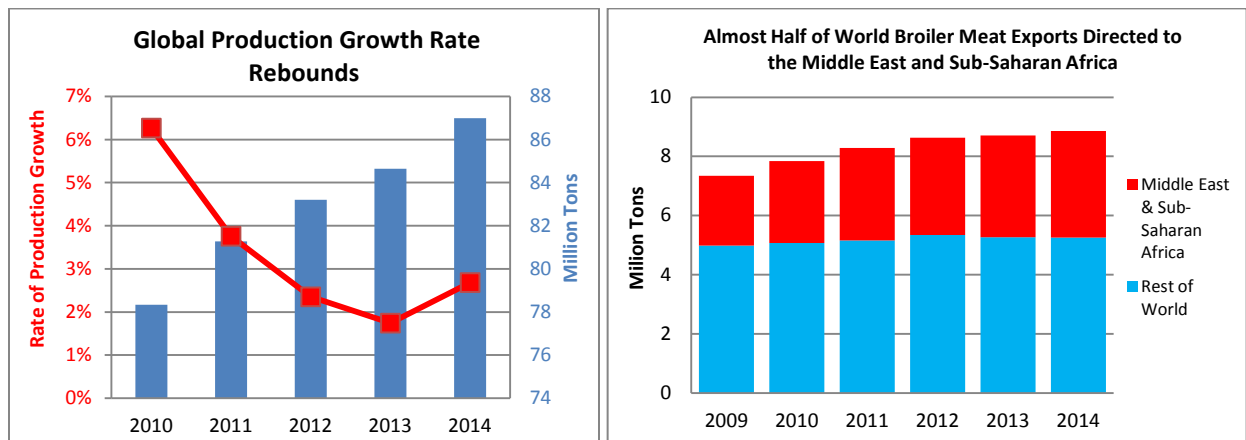 Global Production Growth Rate
Rebounds
Rate of Production Growth
7%
6%
5%
4%
3%
2%
1%
0%
88
86
84
82
80
78
76
74
Million Tons
2010 2011 2012 2013 2014
Almost Half of World Broiler Meat Exports Directed to
the Middle East and Sub-Saharan Africa
Milion Tons
10
8
6
4
2
0
2009 2010 2011 2012 2013 2014
Middle East
& Sub-
Saharan
Africa
Rest of
World